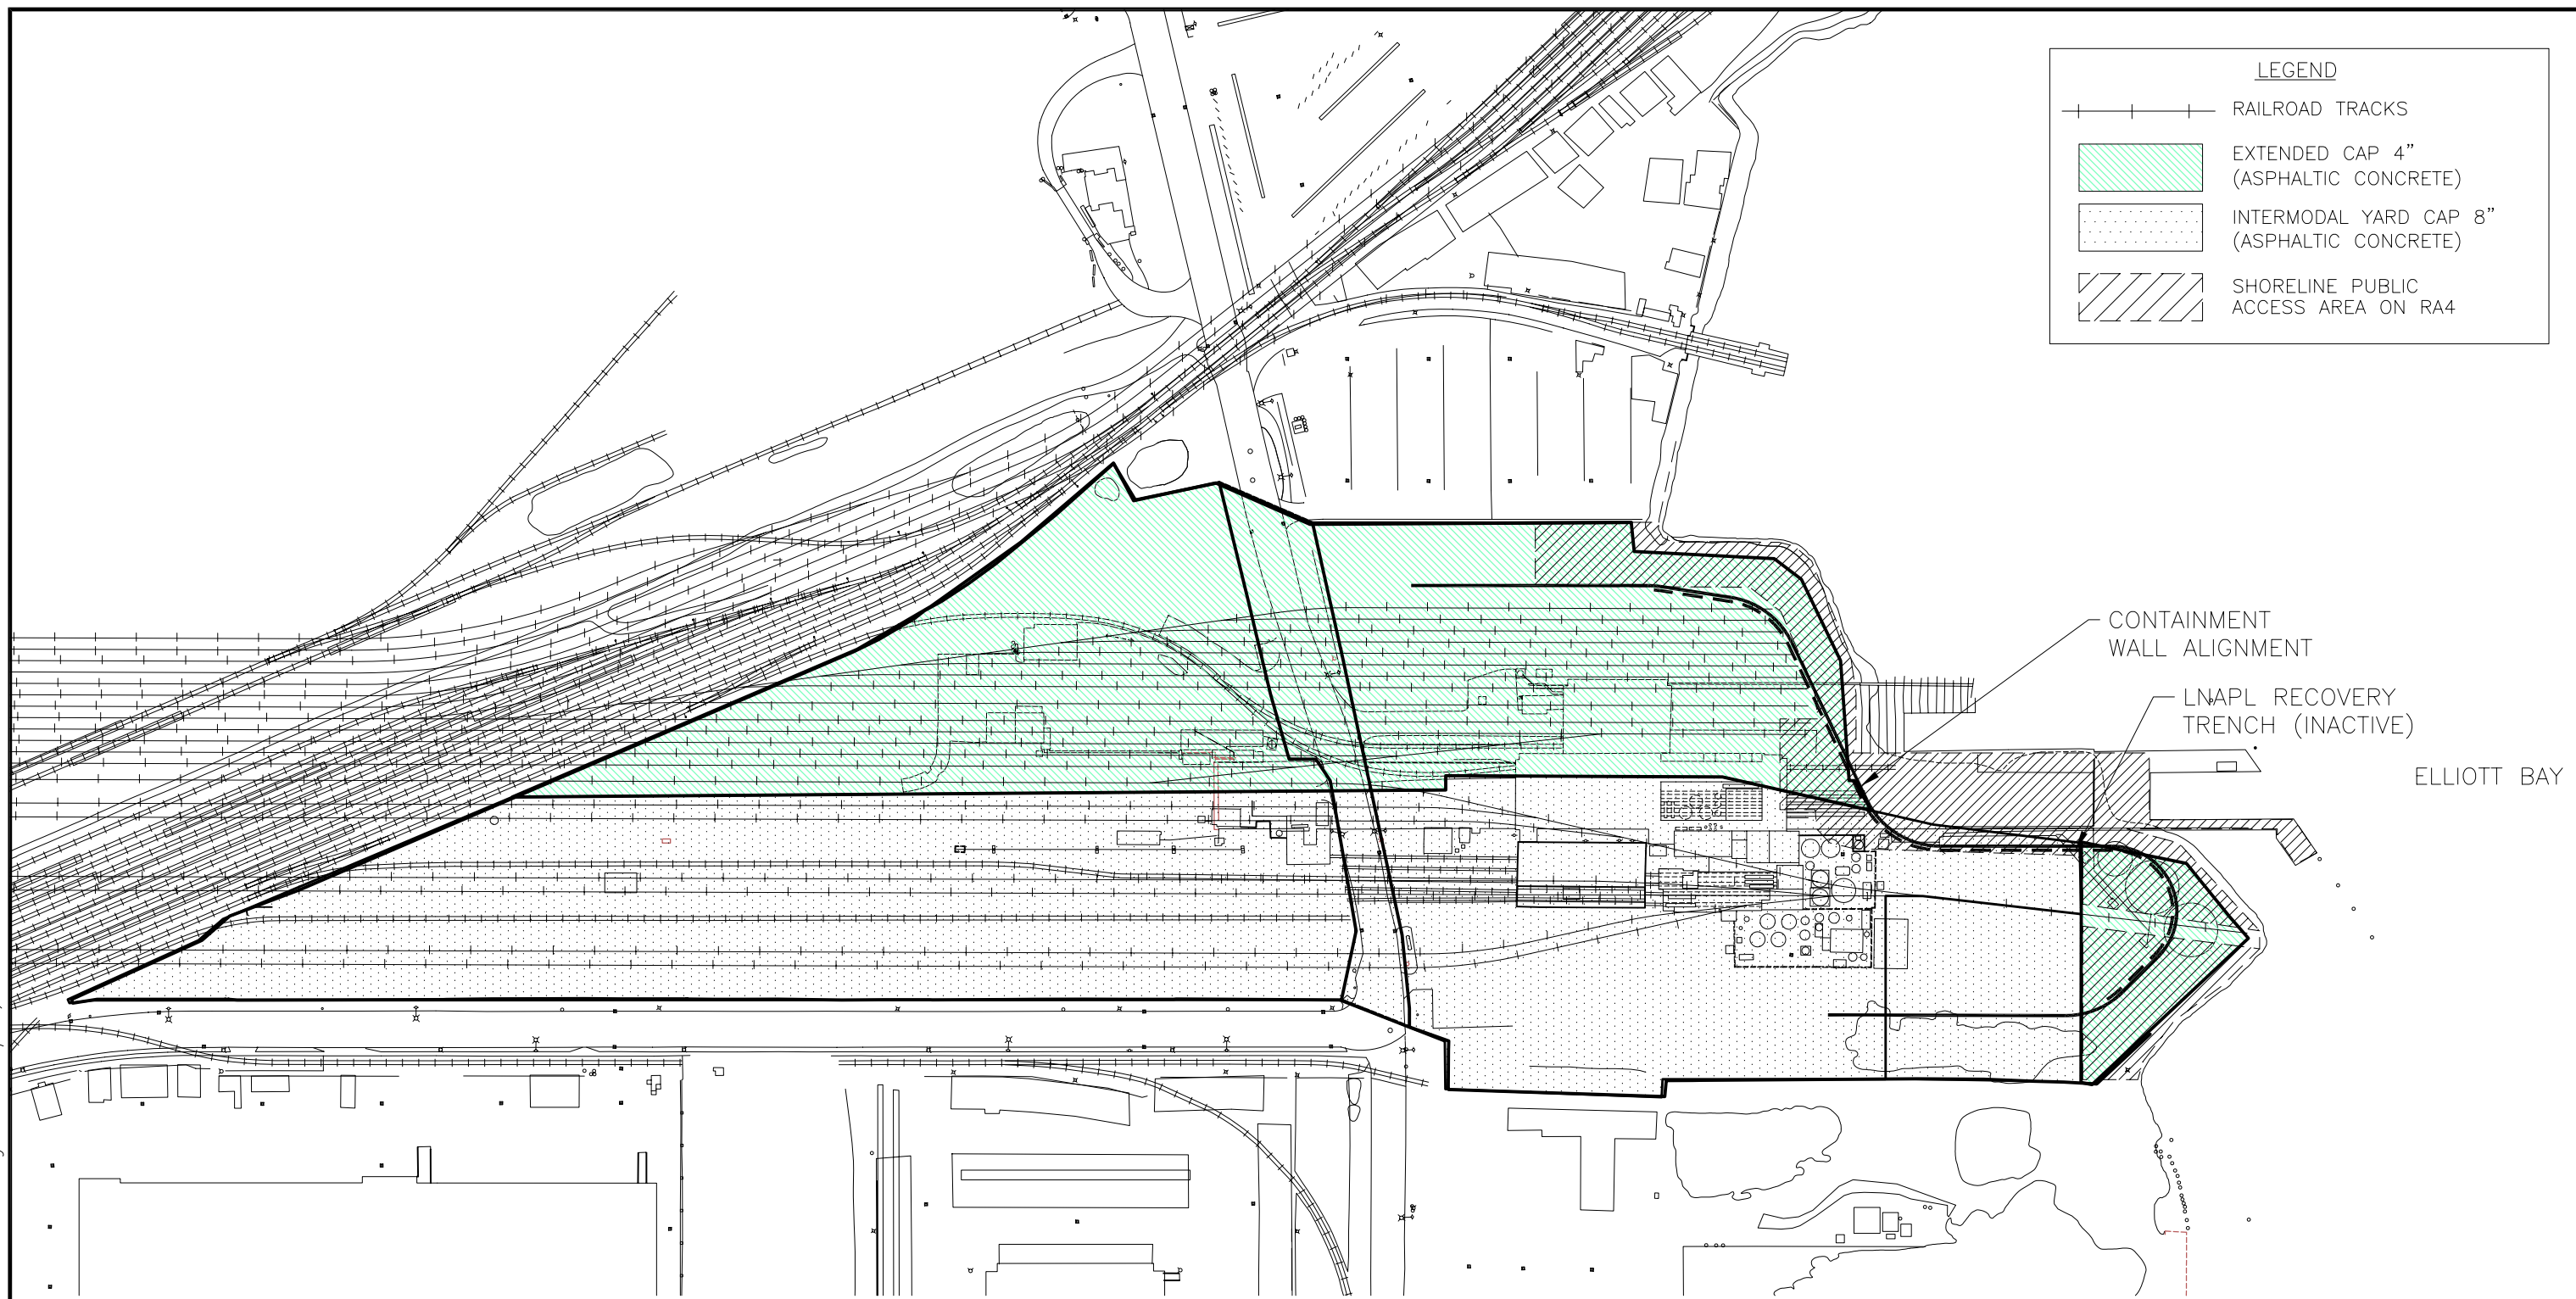 LEGEND
RAILROAD TRACKS
EXTENDED CAP 4"
(ASPHALTIC CONCRETE)
INTERMODAL YARD CAP 8"
(ASPHALTIC CONCRETE)
SHORELINE PUBLIC
ACCESS AREA ON RA4
CONTAINMENT
WALL ALIGNMENT
LNAPL RECOVERY
TRENCH (INACTIVE)
ELLIOTT BAY